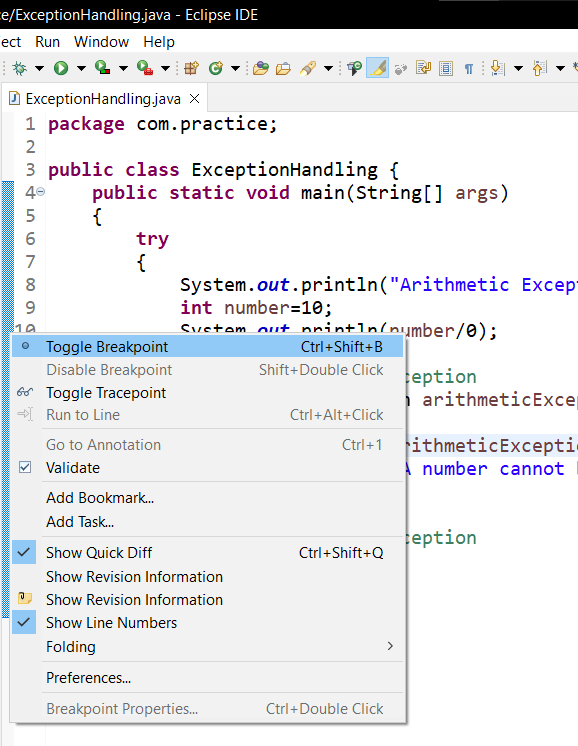 e/ExceptionHandling.java - Eclipse IDE
ect Run Window Help
ExceptionHandling.java
1 package com.practice;
2
3 public class ExceptionHandling {
4 public static void main(String[] args)
5 {
6 try
7 {
8 System.out.println("Arithmetic Except
9 int number=10;
10 System.out.println(number/0);
Toggle Breakpoint Ctrl+Shift+B
Disable Breakpoint Shift+Double Click
ception
Toggle Tracepoint
n arithmeticExcep
Run to Line Ctrl+Alt+Click
Go to Annotation Ctrl+1
rithmeticExceptio
Validate
A number cannot b
Add Bookmark...
Add Task...
ception
Show Quick Diff Ctrl+Shift+Q
Show Revision Information
Show Revision Information
Show Line Numbers
Folding
Preferences...
Breakpoint Properties... Ctrl+Double Click